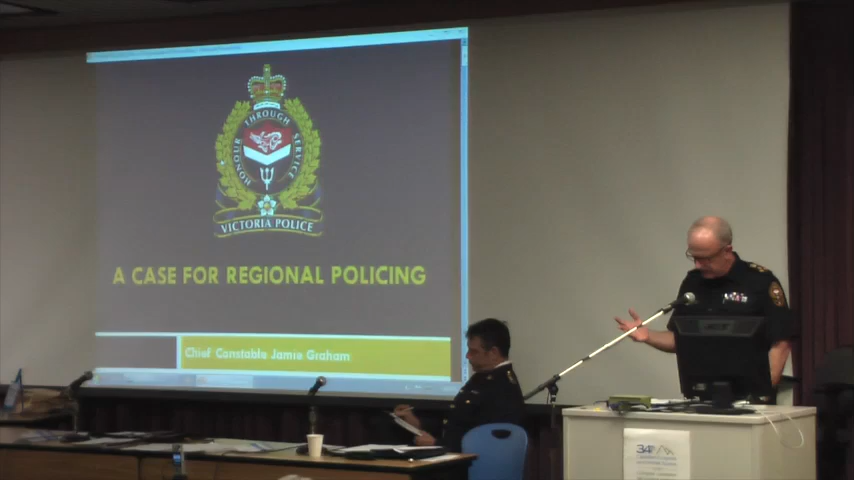 HONOUR THROUGH SERVICE
VICTORIA POLICE
A CASE FOR REGIONAL POLICING
Chief Constable Jamie Graham
34